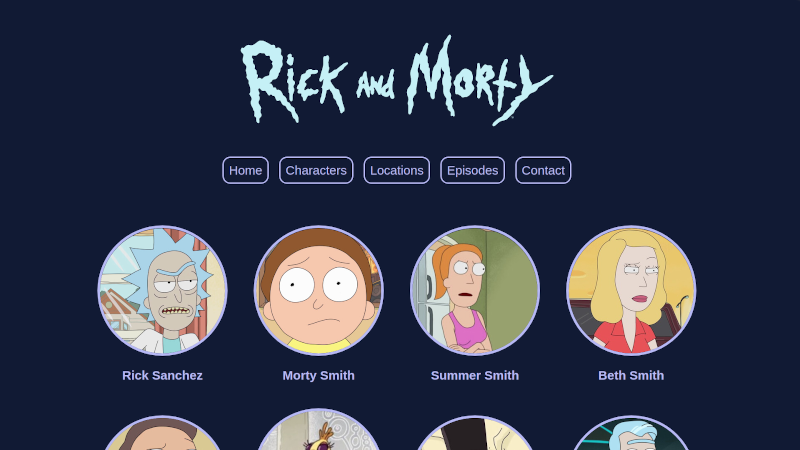 Rick and Morty
Home Characters Locations Episodes Contact
Rick Sanchez Morty Smith Summer Smith Beth Smith